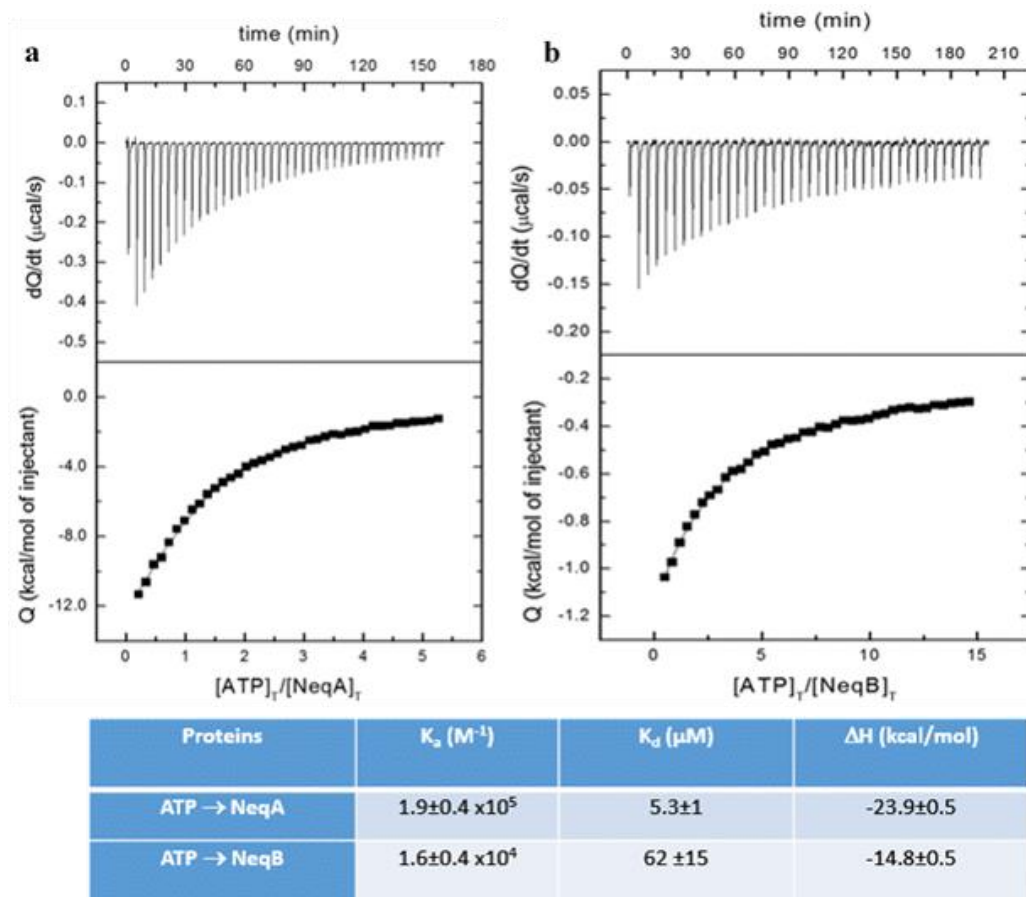 a
time (min)
0 30 60 90 120 150 180
0.1
0.0
-0.1
-0.2
-0.3
-0.4
-0.5
dQ/dt (μcal/s)
0.0
-4.0
-8.0
-12.0
Q (kcal/mol of injectant)
0 1 2 3 4 5 6
[ATP]T/[NeqA]T
b
time (min)
0 30 60 90 120 150 180 210
0.05
0.00
-0.05
-0.10
-0.15
-0.20
dQ/dt (μcal/s)
-0.2
-0.4
-0.6
-0.8
-1.0
-1.2
Q (kcal/mol of injectant)
0 5 10 15
[ATP]T/[NeqB]T
Proteins Ka (M-1) Kd (μM) ΔH (kcal/mol)
ATP → NeqA 1.9±0.4 x10⁵ 5.3±1 -23.9±0.5
ATP → NeqB 1.6±0.4 x10⁴ 62 ±15 -14.8±0.5